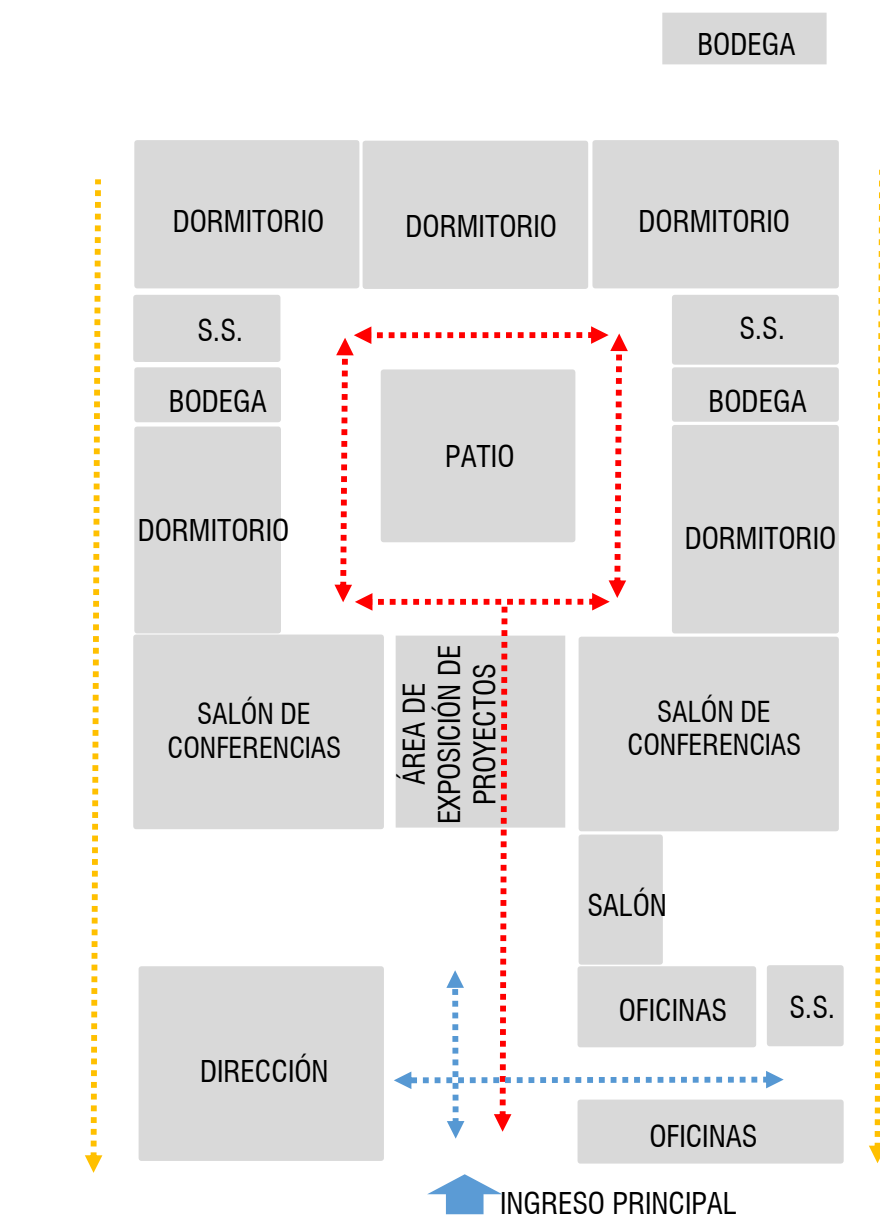 BODEGA
DORMITORIO
DORMITORIO
DORMITORIO
S.S.
S.S.
BODEGA
BODEGA
PATIO
DORMITORIO
DORMITORIO
SALÓN DE
CONFERENCIAS
ÁREA DE
EXPOSICIÓN DE
PROYECTOS
SALÓN DE
CONFERENCIAS
SALÓN
OFICINAS
S.S.
DIRECCIÓN
OFICINAS
INGRESO PRINCIPAL